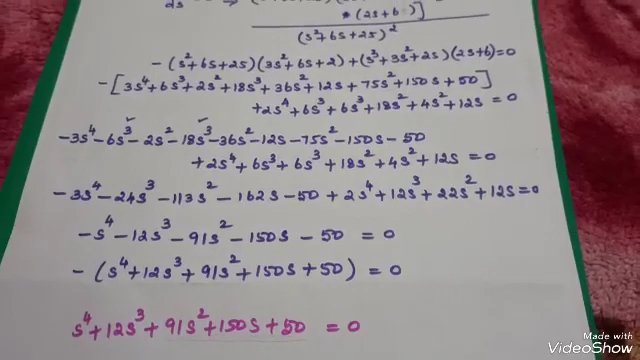 * (2s+6)]
(s²+6s+25)²
-(s²+6s+25)(3s²+6s+2)+(s³+3s²+2s)(2s+6)=0
-[3s⁴+6s³+2s²+18s³+36s²+12s+75s²+150s+50]
+2s⁴+6s³+6s³+18s²+4s²+12s=0
-3s⁴-6s³-2s²-18s³-36s²-12s-75s²-150s-50
+2s⁴+6s³+6s³+18s²+4s²+12s=0
-3s⁴-24s³-113s²-162s-50+2s⁴+12s³+22s²+12s=0
-s⁴-12s³-91s²-150s-50=0
-(s⁴+12s³+91s²+150s+50)=0
s⁴+12s³+91s²+150s+50=0
Made with
VideoShow